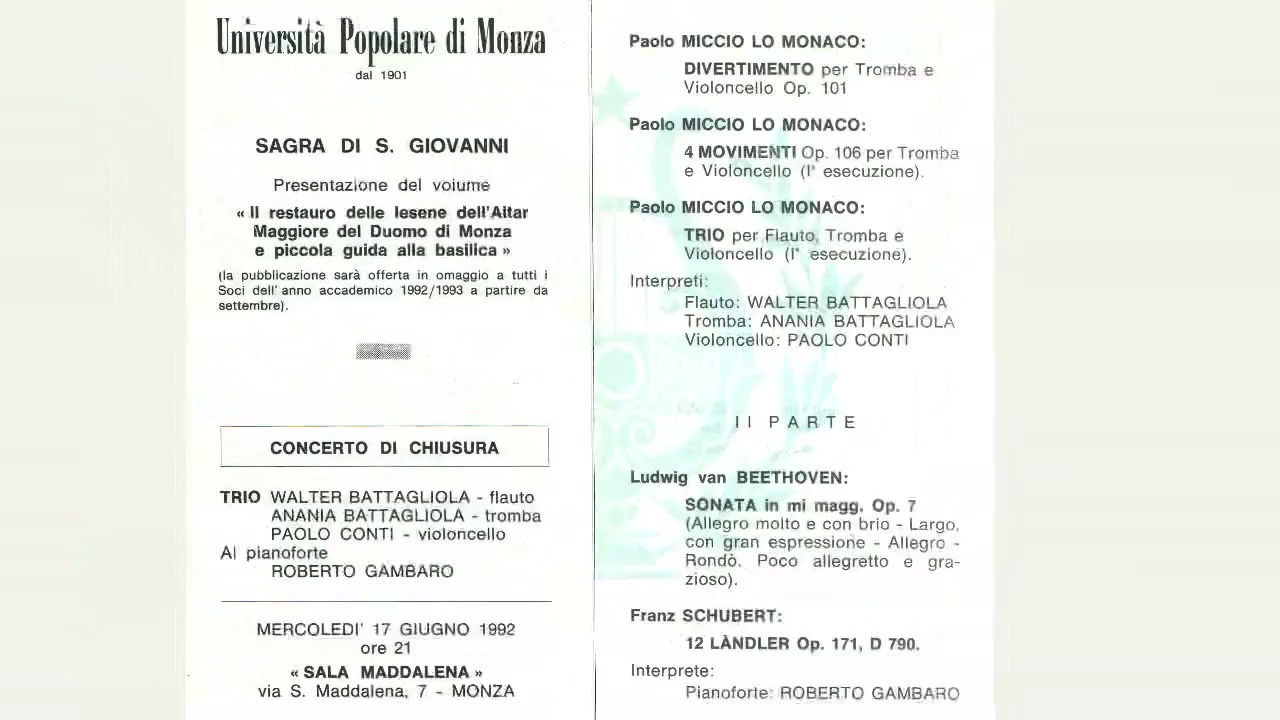 Università Popolare di Monza
dal 1901
SAGRA DI S. GIOVANNI
Presentazione del volume
« Il restauro delle lesene dell'Altar
Maggiore del Duomo di Monza
e piccola guida alla basilica »
(la pubblicazione sarà offerta in omaggio a tutti i
Soci dell'anno accademico 1992/1993 a partire da
settembre).
CONCERTO DI CHIUSURA
TRIO WALTER BATTAGLIOLA - flauto
ANANIA BATTAGLIOLA - tromba
PAOLO CONTI - violoncello
Al pianoforte
ROBERTO GAMBARO
MERCOLEDI' 17 GIUGNO 1992
ore 21
« SALA MADDALENA »
via S. Maddalena, 7 - MONZA
Paolo MICCIO LO MONACO:
DIVERTIMENTO per Tromba e
Violoncello Op. 101
Paolo MICCIO LO MONACO:
4 MOVIMENTI Op. 106 per Tromba
e Violoncello (Iª esecuzione).
Paolo MICCIO LO MONACO:
TRIO per Flauto, Tromba e
Violoncello (Iª esecuzione).
Interpreti:
Flauto: WALTER BATTAGLIOLA
Tromba: ANANIA BATTAGLIOLA
Violoncello: PAOLO CONTI
II PARTE
Ludwig van BEETHOVEN:
SONATA in mi magg. Op. 7
(Allegro molto e con brio - Largo,
con gran espressione - Allegro -
Rondò. Poco allegretto e gra-
zioso).
Franz SCHUBERT:
12 LÀNDLER Op. 171, D 790.
Interprete:
Pianoforte: ROBERTO GAMBARO